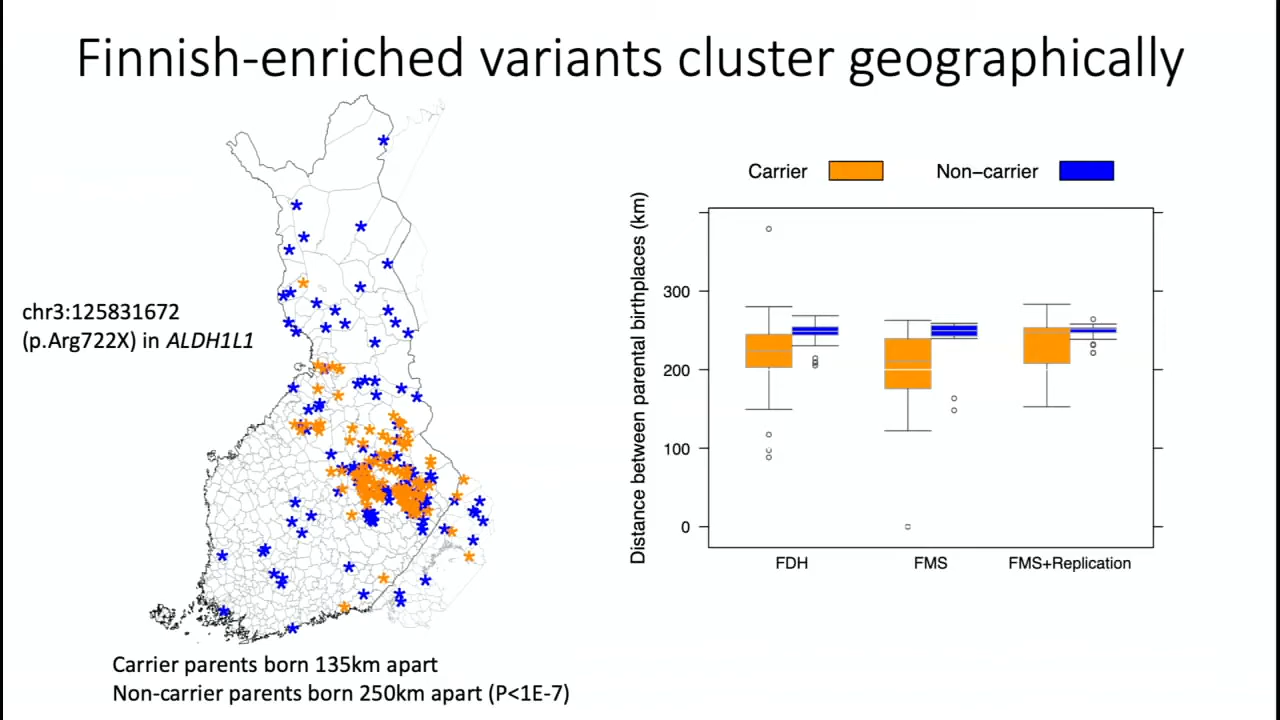 Finnish-enriched variants cluster geographically
chr3:125831672
(p.Arg722X) in ALDH1L1
Carrier parents born 135km apart
Non-carrier parents born 250km apart (P<1E-7)
Carrier
Non-carrier
Distance between parental birthplaces (km)
300
200
100
0
FDH
FMS
FMS+Replication